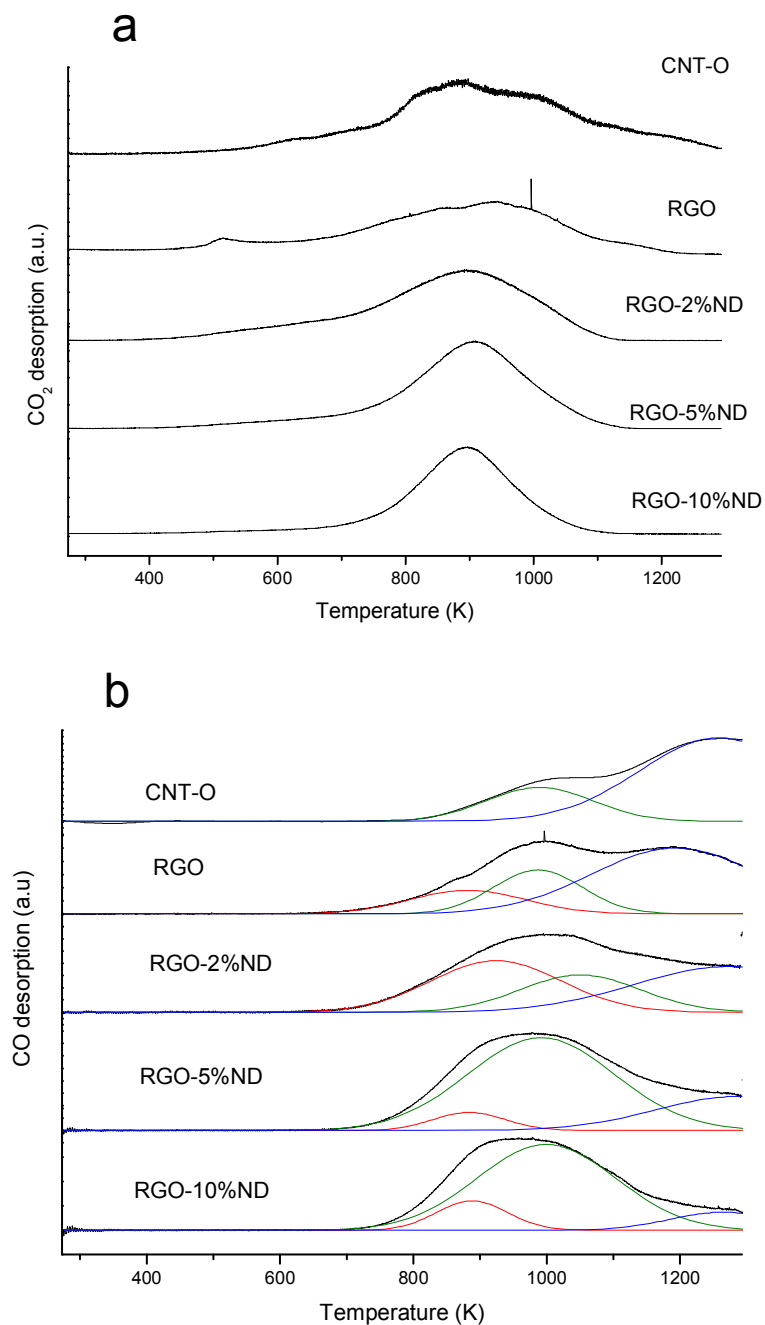 a
CNT-O
RGO
RGO-2%ND
RGO-5%ND
RGO-10%ND
CO₂ desorption (a.u.)
400 600 800 1000 1200
Temperature (K)
b
CNT-O
RGO
RGO-2%ND
RGO-5%ND
RGO-10%ND
CO desorption (a.u)
400 600 800 1000 1200
Temperature (K)